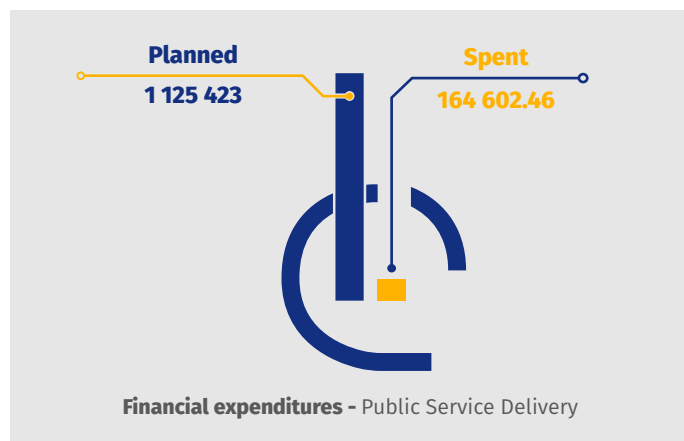 Planned
1 125 423
Spent
164 602.46
Financial expenditures - Public Service Delivery